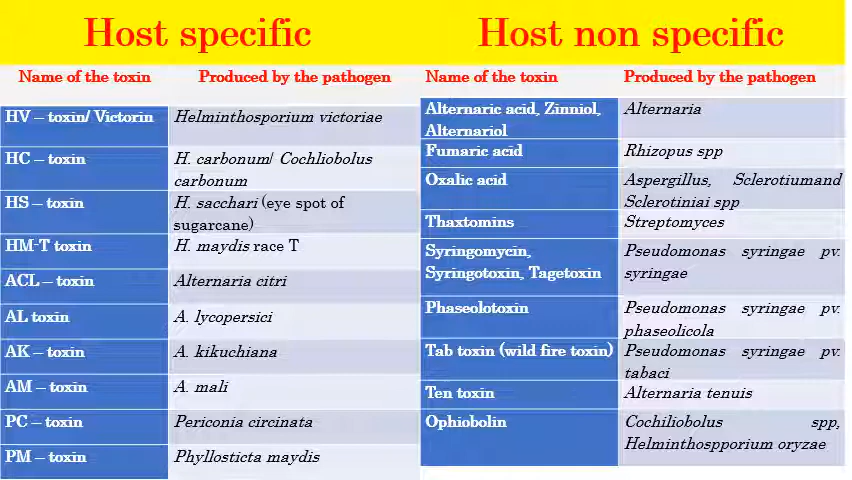 Host specific
Name of the toxin Produced by the pathogen
HV – toxin/ Victorin Helminthosporium victoriae
HC – toxin H. carbonum/ Cochliobolus
carbonum
HS – toxin H. sacchari (eye spot of
sugarcane)
HM-T toxin H. maydis race T
ACL – toxin Alternaria citri
AL toxin A. lycopersici
AK – toxin A. kikuchiana
AM – toxin A. mali
PC – toxin Periconia circinata
PM – toxin Phyllosticta maydis
Host non specific
Name of the toxin Produced by the pathogen
Alternaric acid, Zinniol, Alternaria
Alternariol
Fumaric acid Rhizopus spp
Oxalic acid Aspergillus, Sclerotiumand
Sclerotiniai spp
Thaxtomins Streptomyces
Syringomycin, Pseudomonas syringae pv.
Syringotoxin, Tagetoxin syringae
Phaseolotoxin Pseudomonas syringae pv.
phaseolicola
Tab toxin (wild fire toxin) Pseudomonas syringae pv.
tabaci
Ten toxin Alternaria tenuis
Ophiobolin Cochiliobolus spp,
Helminthospporium oryzae